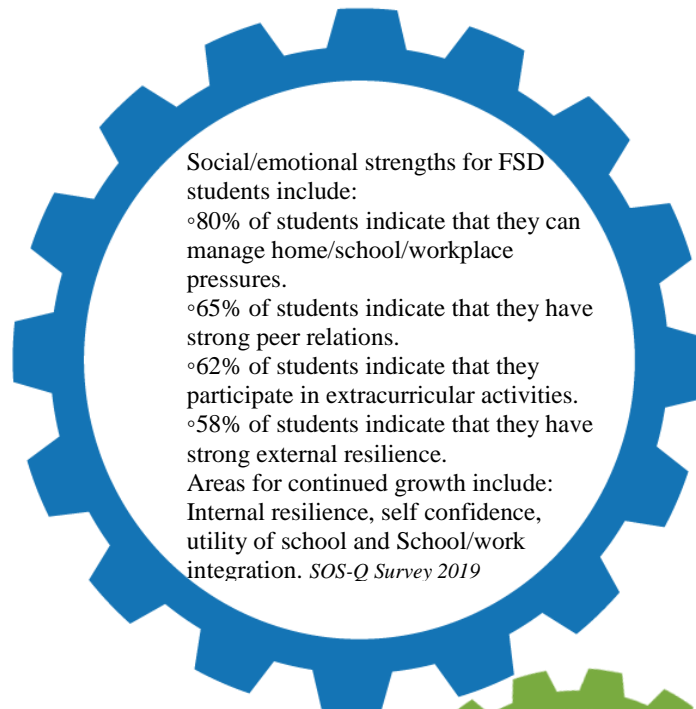 Social/emotional strengths for FSD
students include:
◦80% of students indicate that they can
manage home/school/workplace
pressures.
◦65% of students indicate that they have
strong peer relations.
◦62% of students indicate that they
participate in extracurricular activities.
◦58% of students indicate that they have
strong external resilience.
Areas for continued growth include:
Internal resilience, self confidence,
utility of school and School/work
integration. SOS-Q Survey 2019